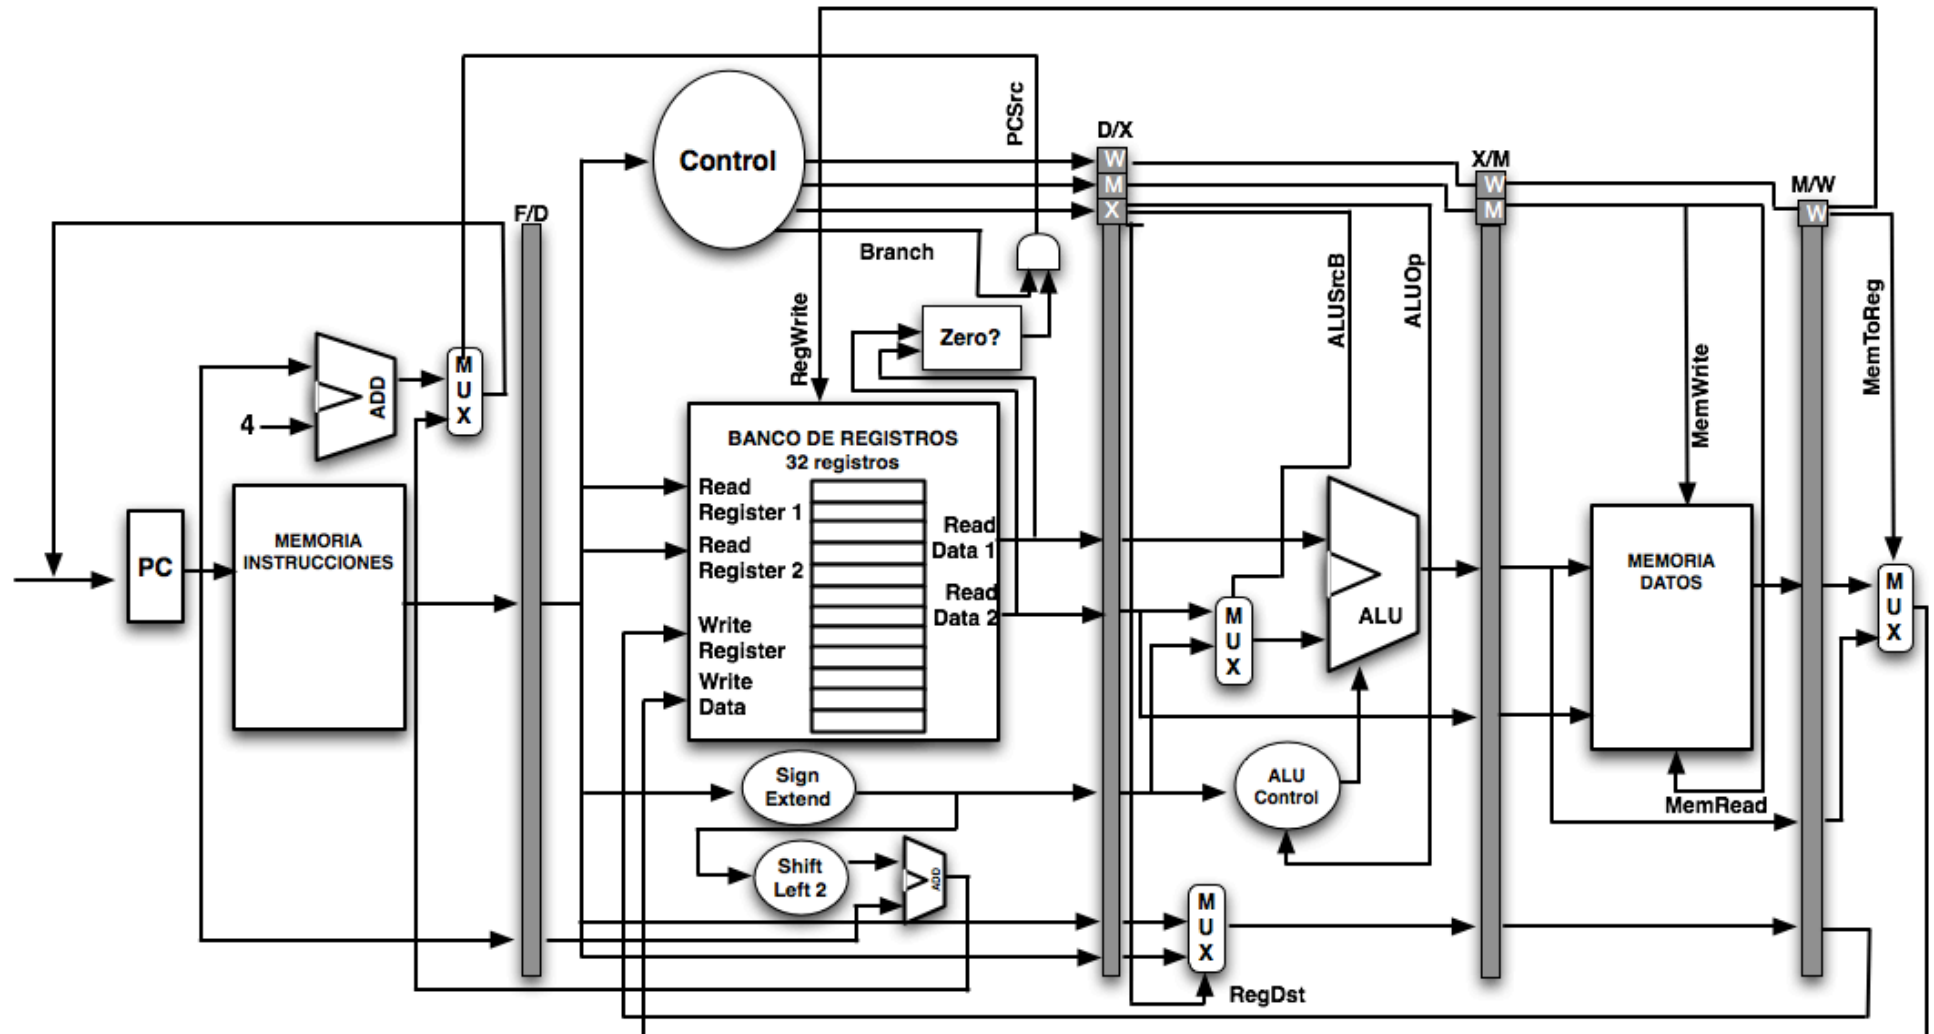 PCSrc
D/X
W
M
X
X/M
W
M
M/W
W
Control
F/D
Branch
RegWrite
Zero?
ALUSrcB
ALUOp
MemWrite
MemToReg
ADD
4
M
U
X
BANCO DE REGISTROS
32 registros
Read
Register 1
Read
Register 2
Write
Register
Write
Data
Read
Data 1
Read
Data 2
PC
MEMORIA
INSTRUCCIONES
M
U
X
ALU
MEMORIA
DATOS
M
U
X
Sign
Extend
ALU
Control
MemRead
Shift
Left 2
ADD
M
U
X
RegDst